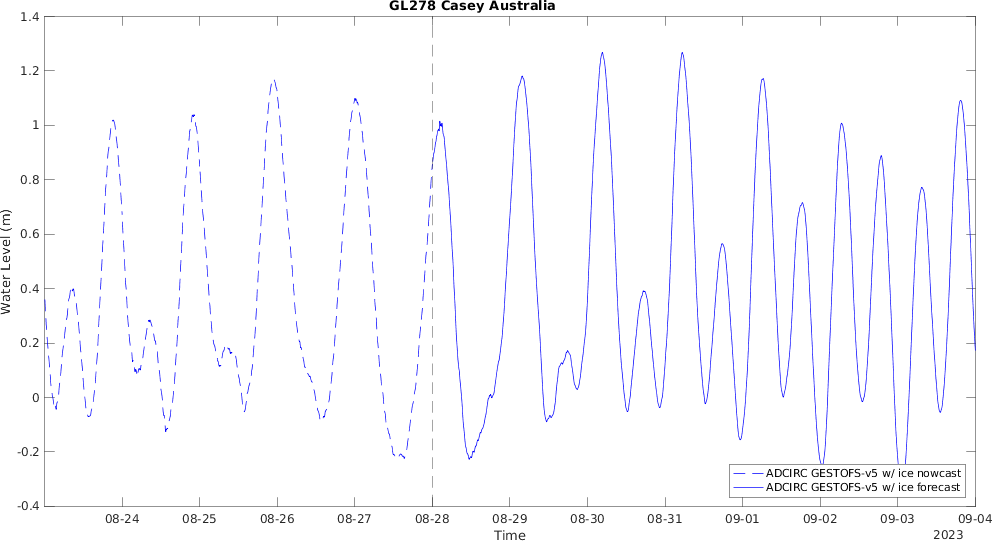 GL278 Casey Australia
1.4
1.2
1
0.8
0.6
0.4
0.2
0
-0.2
-0.4
Water Level (m)
ADCIRC GESTOFS-v5 w/ ice nowcast
ADCIRC GESTOFS-v5 w/ ice forecast
08-24 08-25 08-26 08-27 08-28 08-29 08-30 08-31 09-01 09-02 09-03 09-04
Time
2023